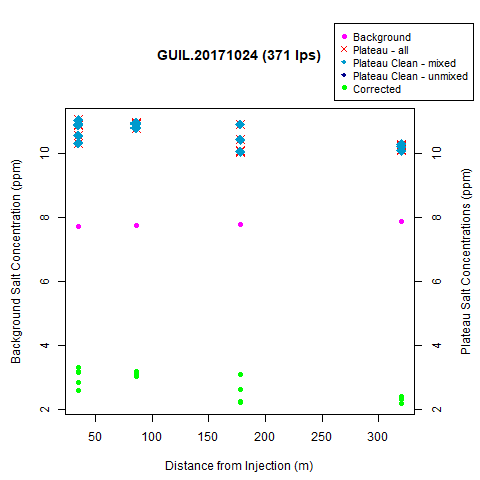 GUIL.20171024 (371 lps)
Background
Plateau - all
Plateau Clean - mixed
Plateau Clean - unmixed
Corrected
Background Salt Concentration (ppm)
10
8
6
4
2
10
8
6
4
2
Plateau Salt Concentrations (ppm)
50 100 150 200 250 300
Distance from Injection (m)